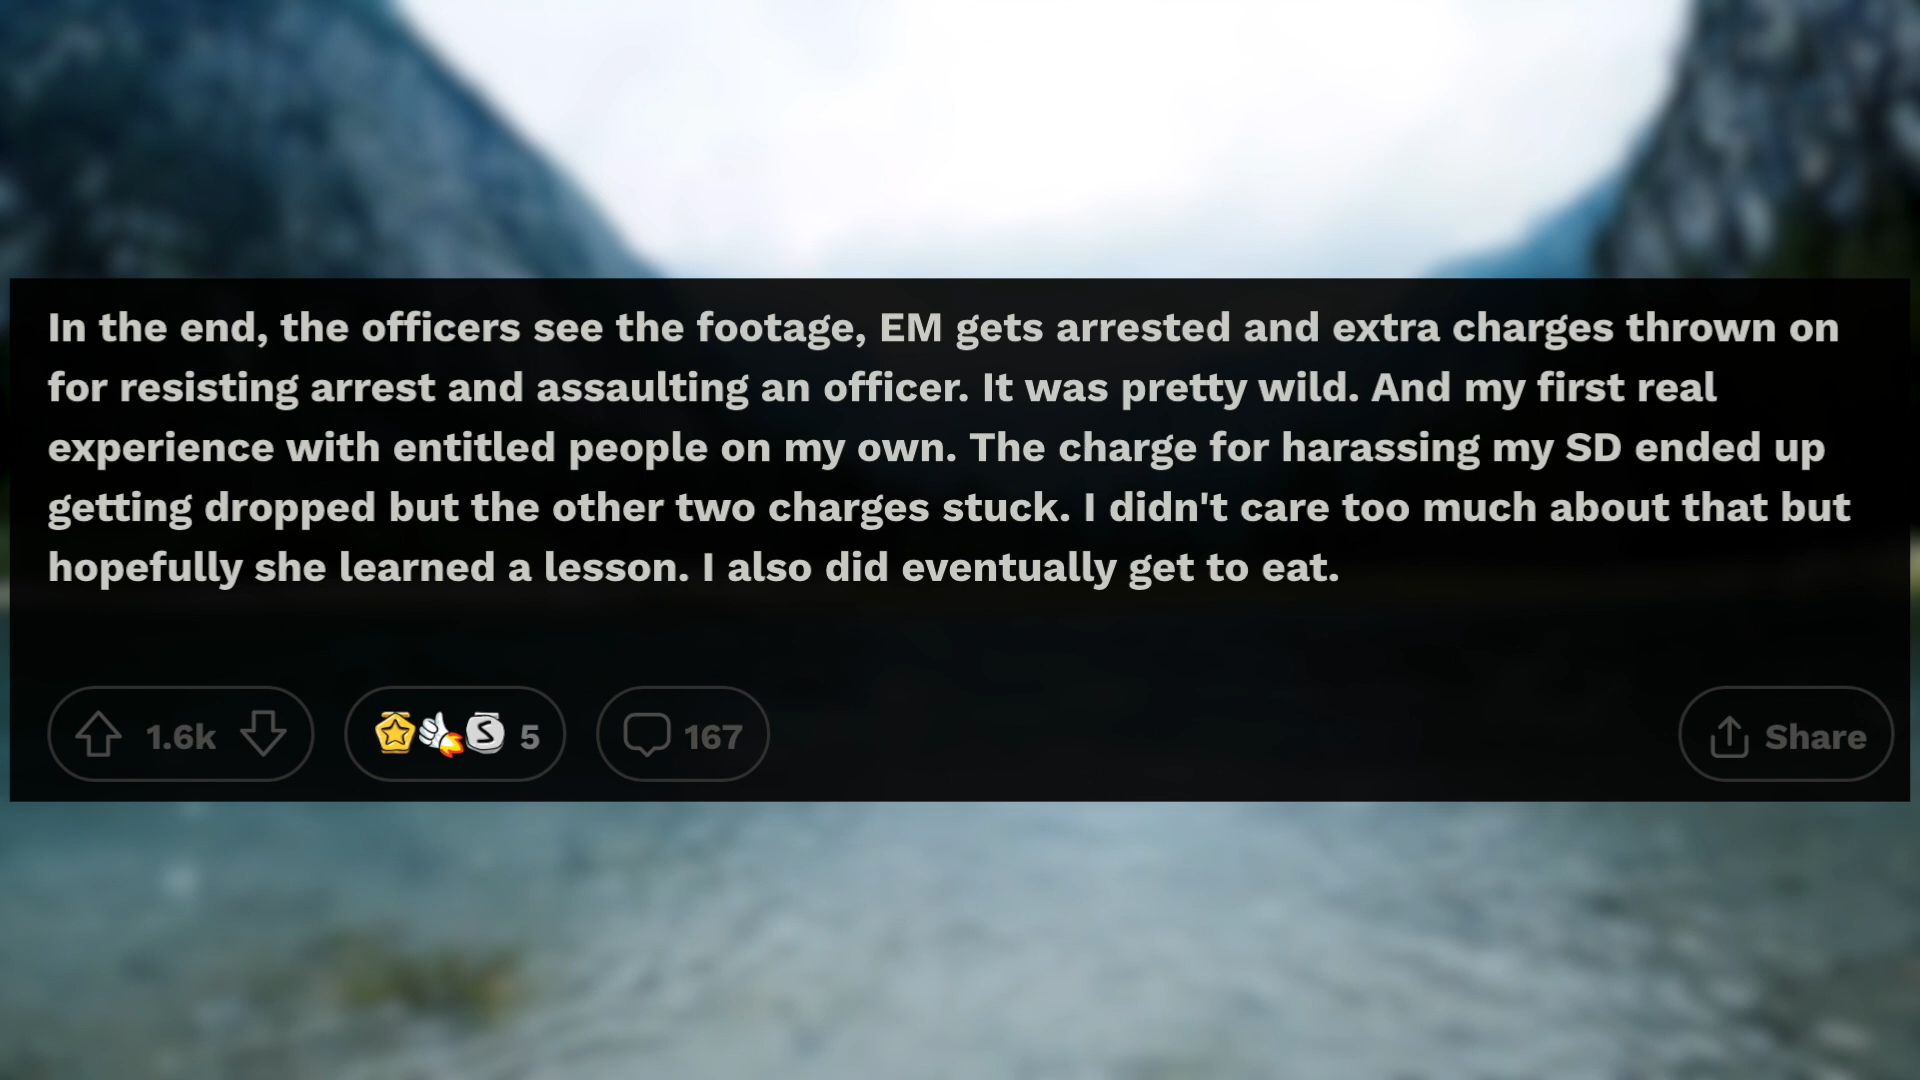 In the end, the officers see the footage, EM gets arrested and extra charges thrown on
for resisting arrest and assaulting an officer. It was pretty wild. And my first real
experience with entitled people on my own. The charge for harassing my SD ended up
getting dropped but the other two charges stuck. I didn't care too much about that but
hopefully she learned a lesson. I also did eventually get to eat.
1.6k S 5 167 Share